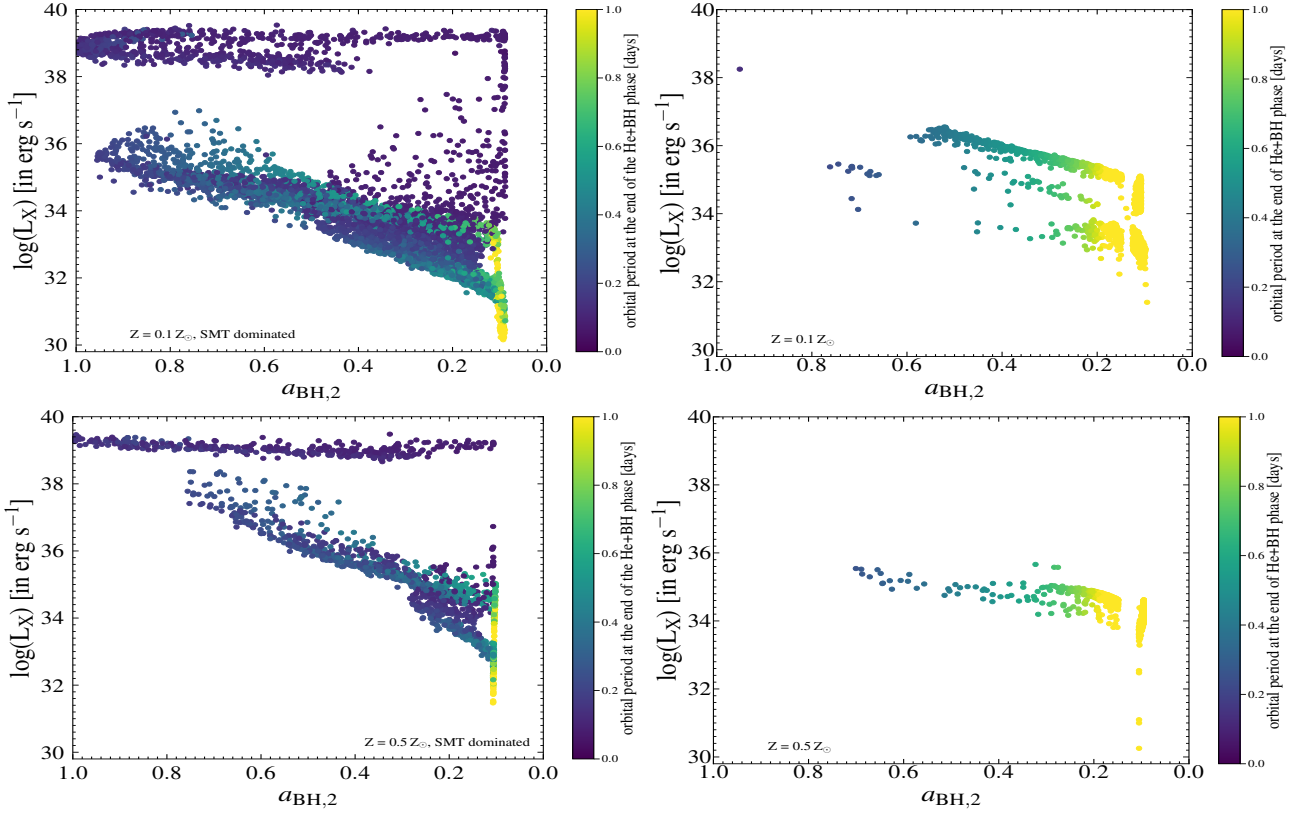 40
38
36
34
32
30
log(L_X) [in erg s⁻¹]
Z = 0.1 Z☉, SMT dominated
1.0 0.8 0.6 0.4 0.2 0.0
a_BH,2
1.0
0.8
0.6
0.4
0.2
0.0
orbital period at the end of the He+BH phase [days]
40
38
36
34
32
30
log(L_X) [in erg s⁻¹]
Z = 0.1 Z☉
1.0 0.8 0.6 0.4 0.2 0.0
a_BH,2
1.0
0.8
0.6
0.4
0.2
0.0
orbital period at the end of He+BH phase [days]
40
38
36
34
32
30
log(L_X) [in erg s⁻¹]
Z = 0.5 Z☉, SMT dominated
1.0 0.8 0.6 0.4 0.2 0.0
a_BH,2
1.0
0.8
0.6
0.4
0.2
0.0
orbital period at the end of the He+BH phase [days]
40
38
36
34
32
30
log(L_X) [in erg s⁻¹]
Z = 0.5 Z☉
1.0 0.8 0.6 0.4 0.2 0.0
a_BH,2
1.0
0.8
0.6
0.4
0.2
0.0
orbital period at the end of He+BH phase [days]